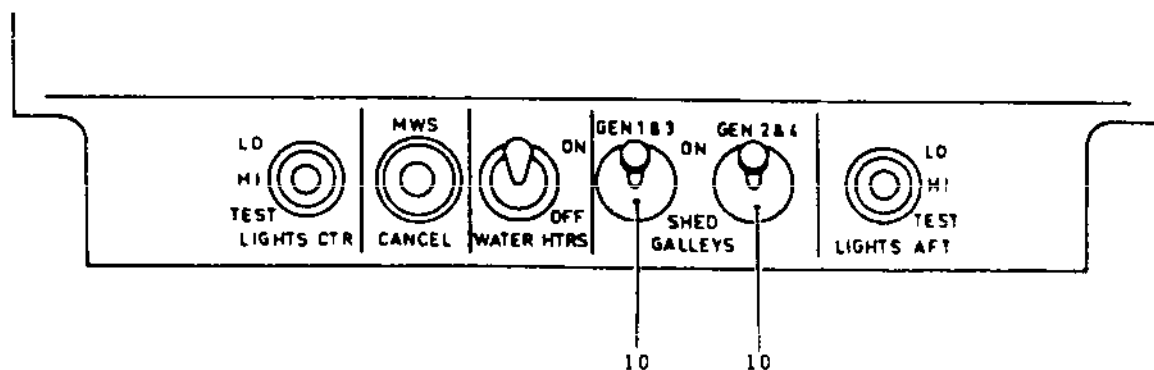 LO
HI
TEST
LIGHTS CTR
MWS
CANCEL
ON
OFF
WATER HTRS
GEN 1 & 3
ON
GEN 2 & 4
SHED
GALLEYS
LO
HI
TEST
LIGHTS AFT
10
10